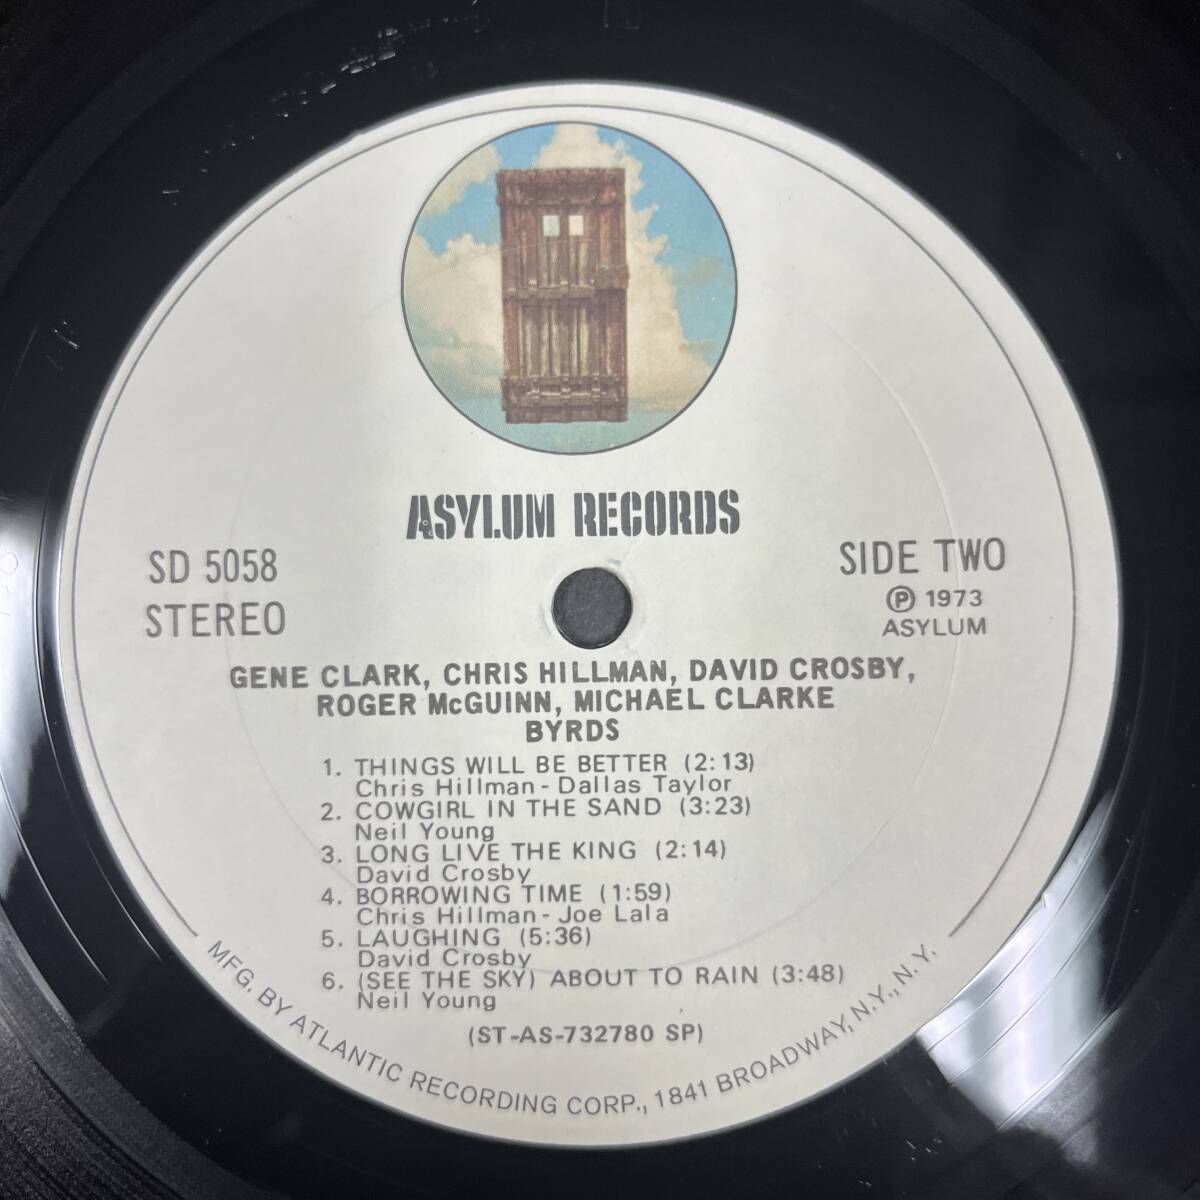 ASYLUM RECORDS
SD 5058
STEREO
SIDE TWO
Ⓟ 1973
ASYLUM
GENE CLARK, CHRIS HILLMAN, DAVID CROSBY,
ROGER McGUINN, MICHAEL CLARKE
BYRDS
1. THINGS WILL BE BETTER (2:13)
Chris Hillman - Dallas Taylor
2. COWGIRL IN THE SAND (3:23)
Neil Young
3. LONG LIVE THE KING (2:14)
David Crosby
4. BORROWING TIME (1:59)
Chris Hillman - Joe Lala
5. LAUGHING (5:36)
David Crosby
6. (SEE THE SKY) ABOUT TO RAIN (3:48)
Neil Young
(ST-AS-732780 SP)
MFG. BY ATLANTIC RECORDING CORP., 1841 BROADWAY, N.Y., N.Y.